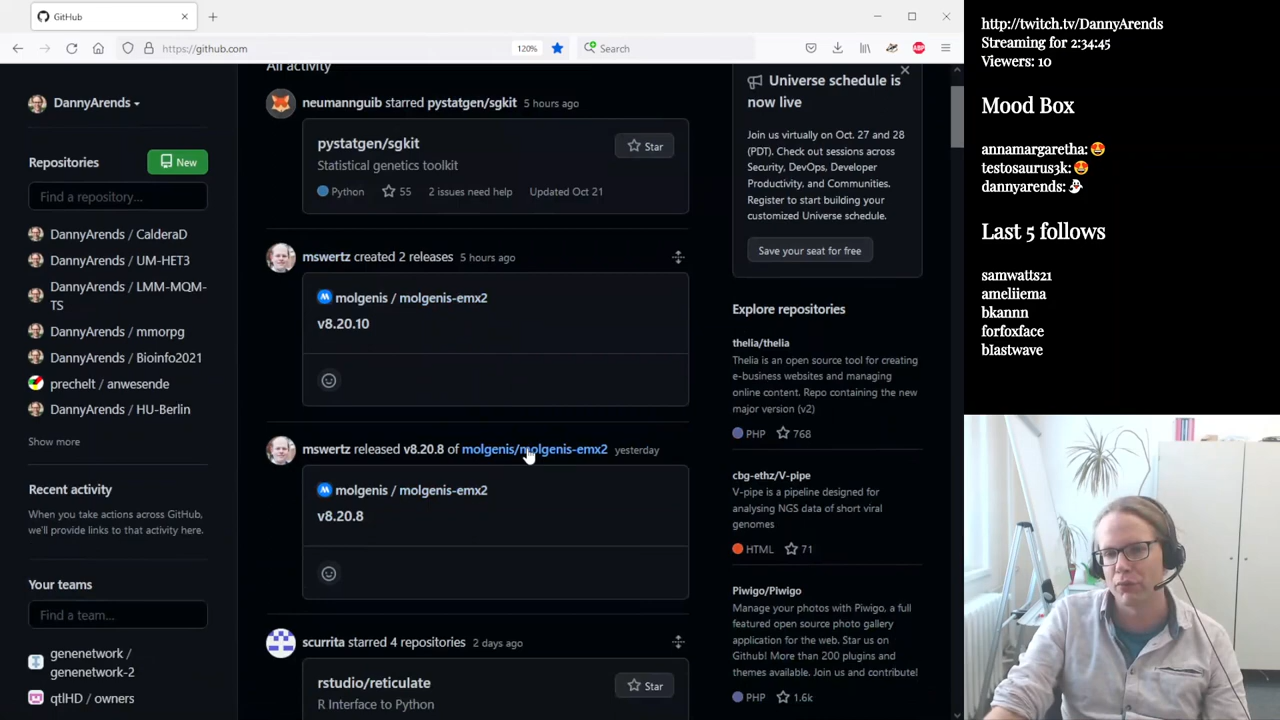 GitHub
https://github.com
120%
Search
DannyArends
Repositories
New
Find a repository...
DannyArends / CalderaD
DannyArends / UM-HET3
DannyArends / LMM-MQM-
TS
DannyArends / mmorpg
DannyArends / Bioinfo2021
prechelt / anwesende
DannyArends / HU-Berlin
Show more
Recent activity
When you take actions across GitHub,
we'll provide links to that activity here.
Your teams
Find a team...
genenetwork /
genenetwork-2
qtlHD / owners
All activity
neumannguib starred pystatgen/sgkit 5 hours ago
pystatgen/sgkit
Star
Statistical genetics toolkit
Python 55 2 issues need help Updated Oct 21
mswertz created 2 releases 5 hours ago
molgenis / molgenis-emx2
v8.20.10
mswertz released v8.20.8 of molgenis/molgenis-emx2 yesterday
molgenis / molgenis-emx2
v8.20.8
scurrita starred 4 repositories 2 days ago
rstudio/reticulate
Star
R Interface to Python
Universe schedule is
now live
Join us virtually on Oct. 27 and 28
(PDT). Check out sessions across
Security, DevOps, Developer
Productivity, and Communities.
Register to start building your
customized Universe schedule.
Save your seat for free
Explore repositories
thelia/thelia
Thelia is an open source tool for creating
e-business websites and managing
online content. Repo containing the new
major version (v2)
PHP 768
cbg-ethz/V-pipe
V-pipe is a pipeline designed for
analysing NGS data of short viral
genomes
HTML 71
Piwigo/Piwigo
Manage your photos with Piwigo, a full
featured open source photo gallery
application for the web. Star us on
Github! More than 200 plugins and
themes available. Join us and contribute!
PHP 1.6k
http://twitch.tv/DannyArends
Streaming for 2:34:45
Viewers: 10
Mood Box
annamargaretha: 😍
testosaurus3k: 😍
dannyarends: 👻
Last 5 follows
samwatts21
ameliiema
bkannn
forfoxface
blastwave